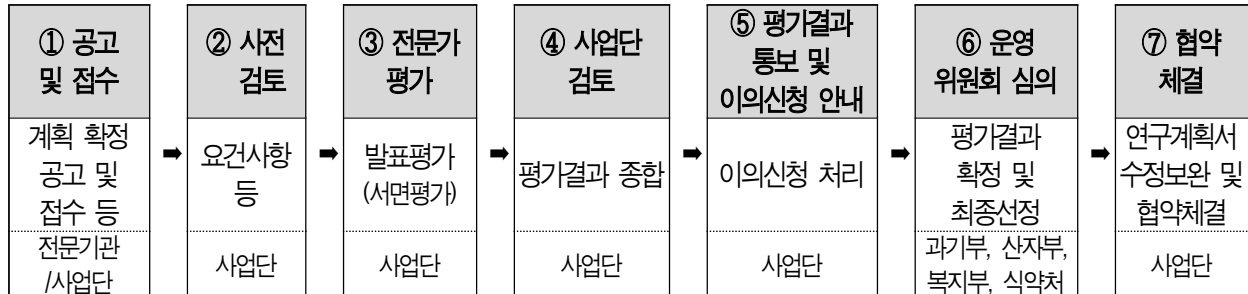 ① 공고
및 접수
계획 확정
공고 및
접수 등
전문기관
/사업단
➡
② 사전
검토
요건사항
등
사업단
➡
③ 전문가
평가
발표평가
(서면평가)
사업단
➡
④ 사업단
검토
평가결과 종합
사업단
➡
⑤ 평가결과
통보 및
이의신청 안내
이의신청 처리
사업단
➡
⑥ 운영
위원회 심의
평가결과
확정 및
최종선정
과기부, 산자부,
복지부, 식약처
➡
⑦ 협약
체결
연구계획서
수정보완 및
협약체결
사업단